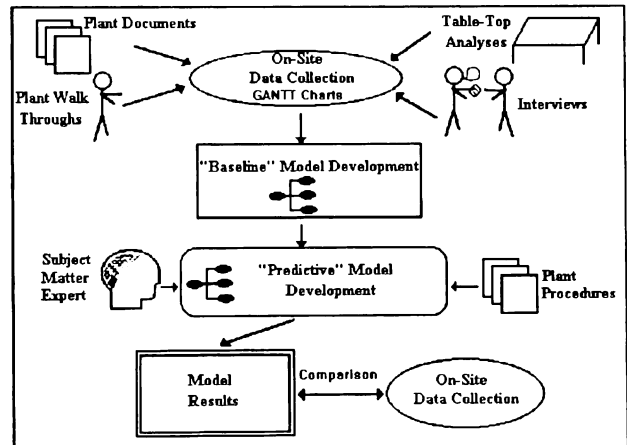 Plant Documents
Table-Top
Analyses
On-Site
Data Collection
GANTT Charts
Plant Walk
Throughs
Interviews
"Baseline" Model Development
Subject
Matter
Expert
"Predictive" Model
Development
Plant
Procedures
Model
Results
Comparison
On-Site
Data Collection